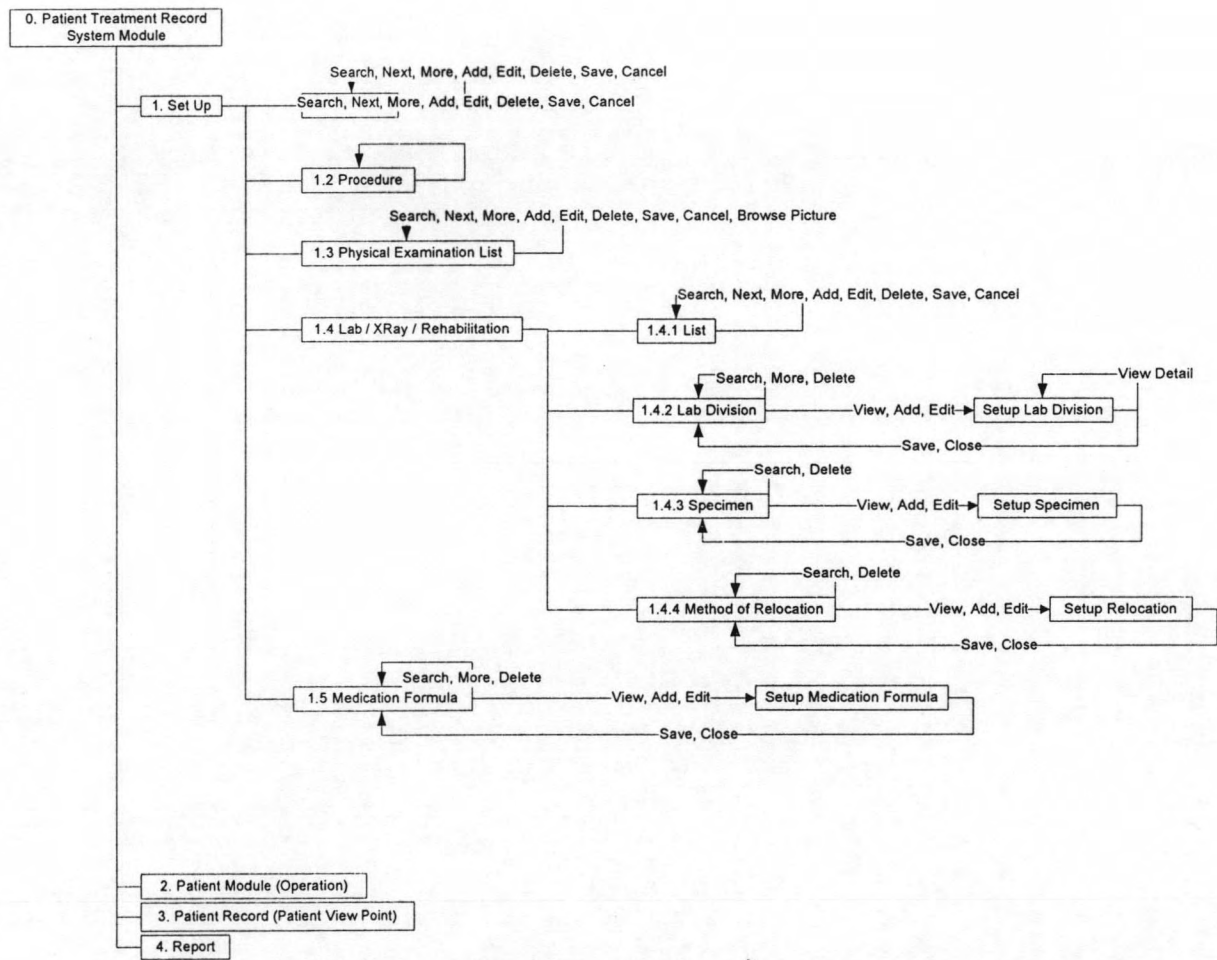 0. Patient Treatment Record
System Module
Search, Next, More, Add, Edit, Delete, Save, Cancel
1. Set Up
Search, Next, More, Add, Edit, Delete, Save, Cancel
1.2 Procedure
Search, Next, More, Add, Edit, Delete, Save, Cancel, Browse Picture
1.3 Physical Examination List
Search, Next, More, Add, Edit, Delete, Save, Cancel
1.4 Lab / XRay / Rehabilitation
1.4.1 List
Search, More, Delete
View Detail
1.4.2 Lab Division
View, Add, Edit
Setup Lab Division
Save, Close
Search, Delete
1.4.3 Specimen
View, Add, Edit
Setup Specimen
Save, Close
Search, Delete
1.4.4 Method of Relocation
View, Add, Edit
Setup Relocation
Save, Close
Search, More, Delete
1.5 Medication Formula
View, Add, Edit
Setup Medication Formula
Save, Close
2. Patient Module (Operation)
3. Patient Record (Patient View Point)
4. Report